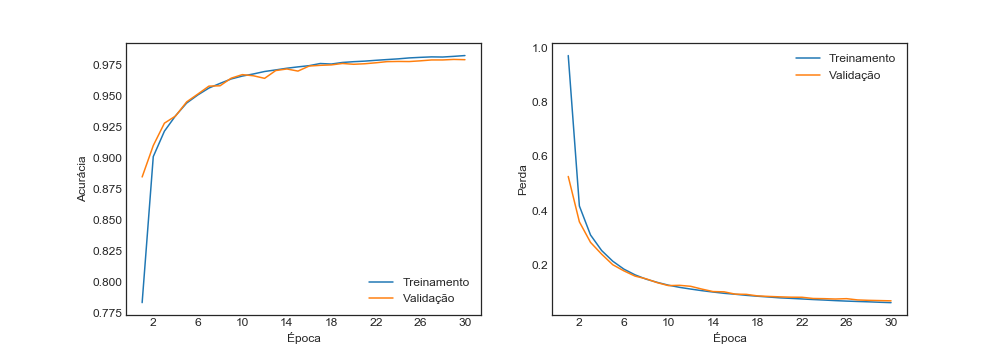 0.975
0.950
0.925
0.900
0.875
0.850
0.825
0.800
0.775
Acurácia
Treinamento
Validação
2 6 10 14 18 22 26 30
Época
1.0
0.8
0.6
0.4
0.2
Perda
Treinamento
Validação
2 6 10 14 18 22 26 30
Época